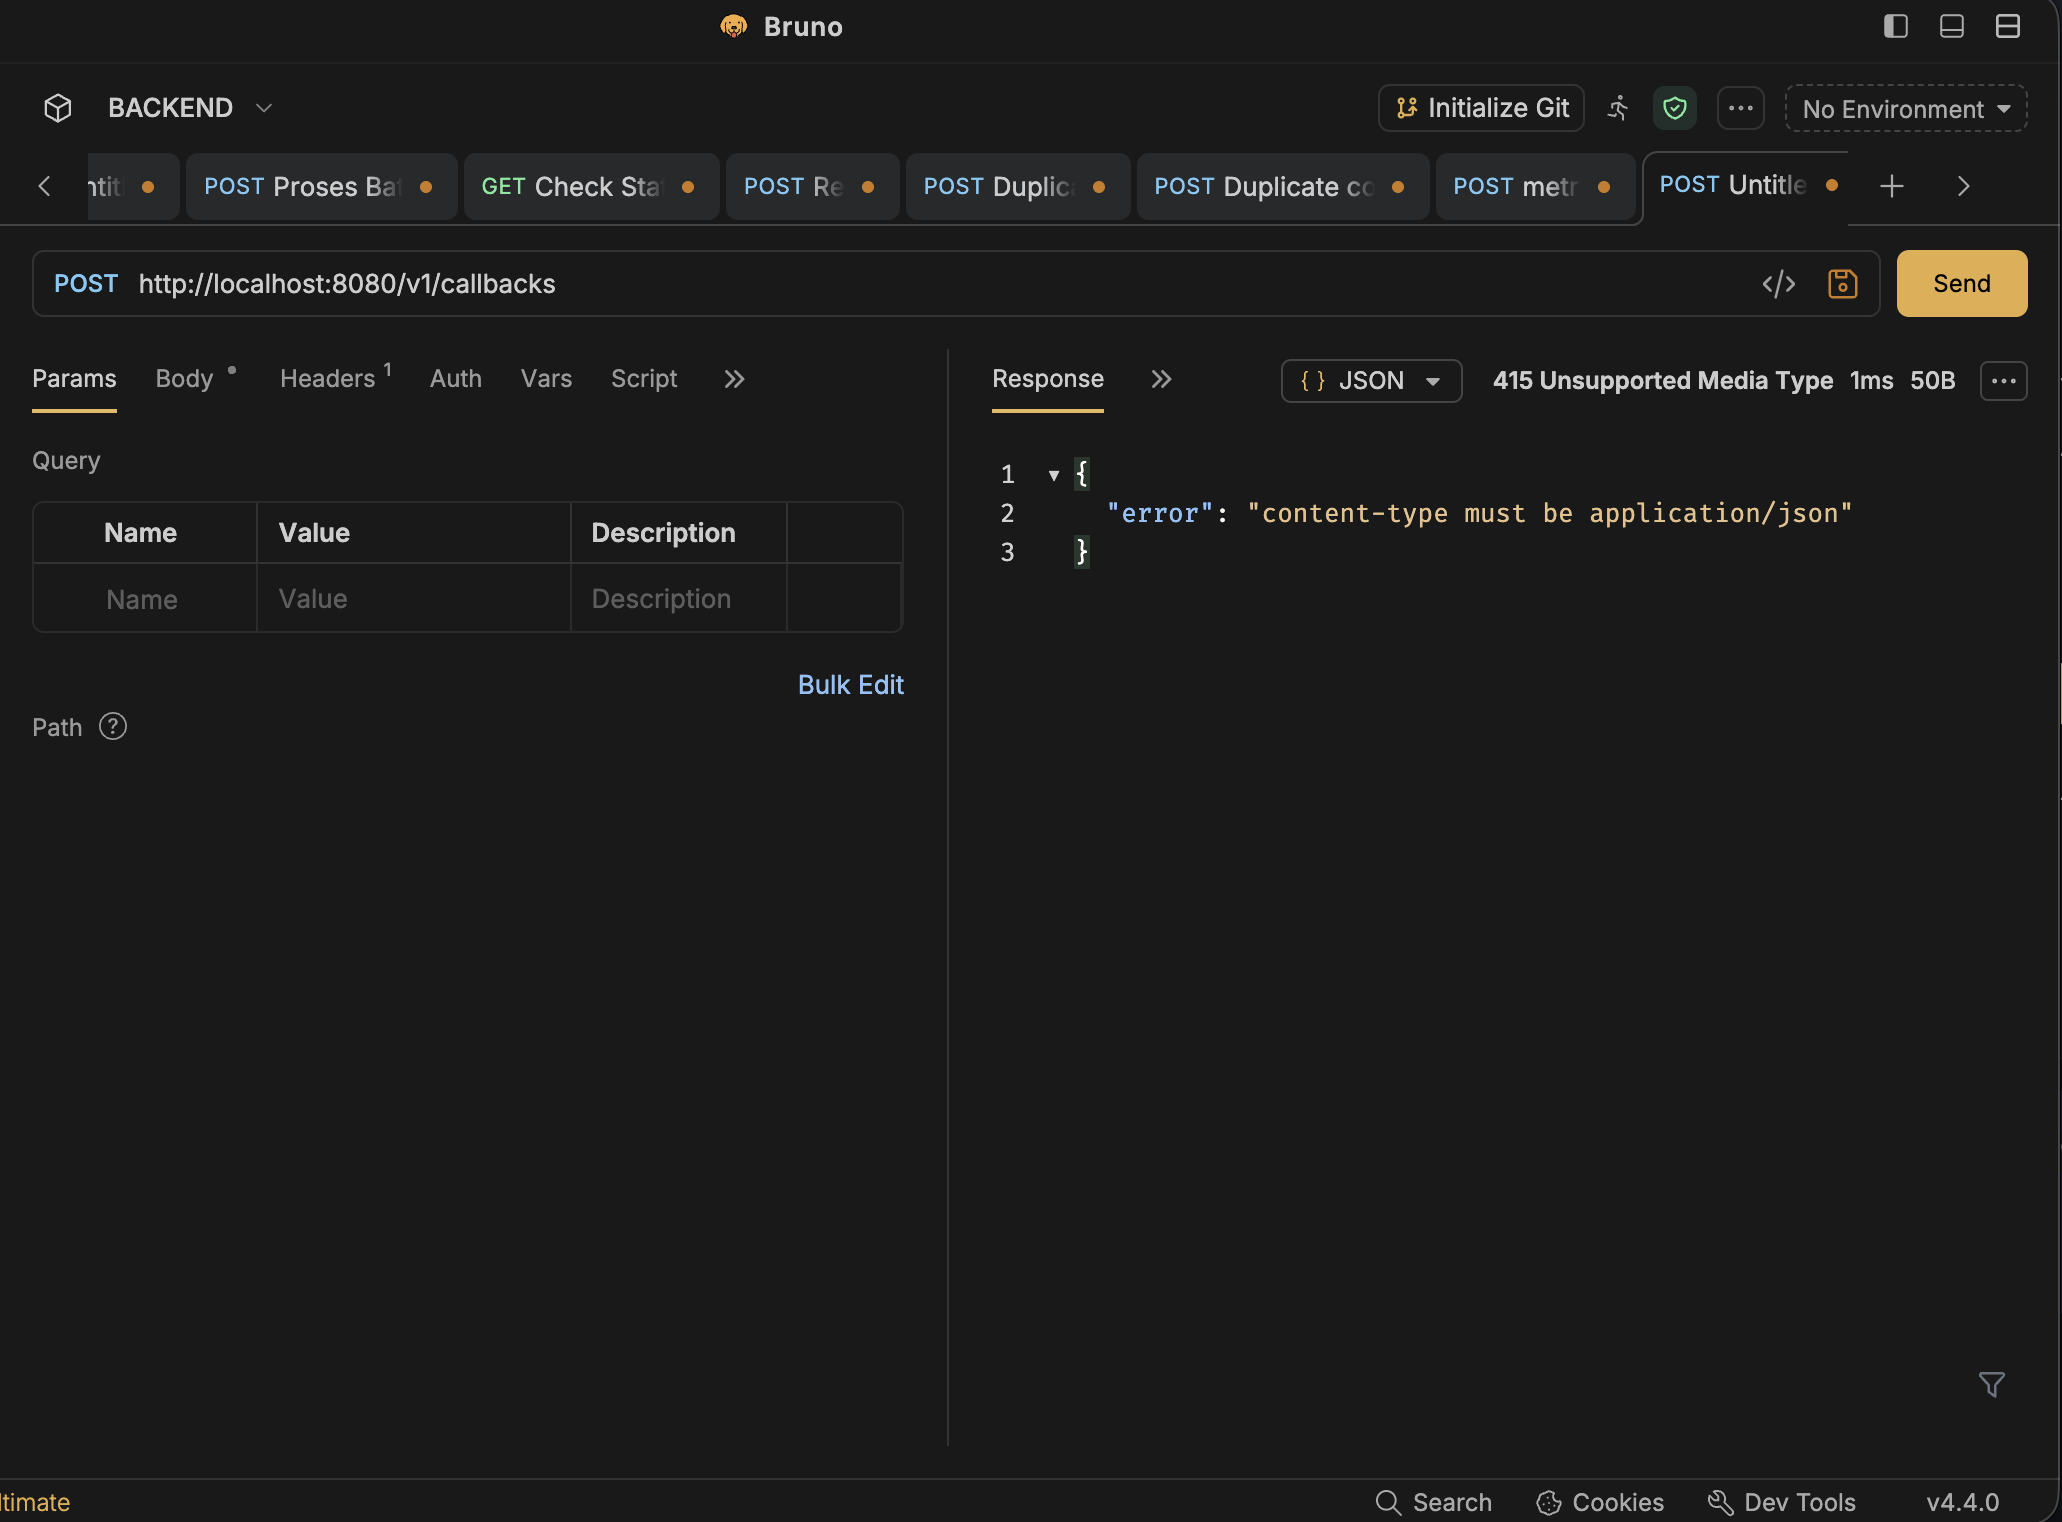 Bruno
BACKEND
Initialize Git
No Environment
POST Proses Ba
GET Check Sta
POST Re
POST Duplic
POST Duplicate co
POST metr
POST Untitle
POST http://localhost:8080/v1/callbacks
</>
Send
Params
Body
Headers 1
Auth
Vars
Script
Response
{ } JSON
415 Unsupported Media Type 1ms 50B
Query
Name Value Description
Name Value Description
Bulk Edit
Path ?
1 {
2 "error": "content-type must be application/json"
3 }
ltimate
Search
Cookies
Dev Tools
v4.4.0